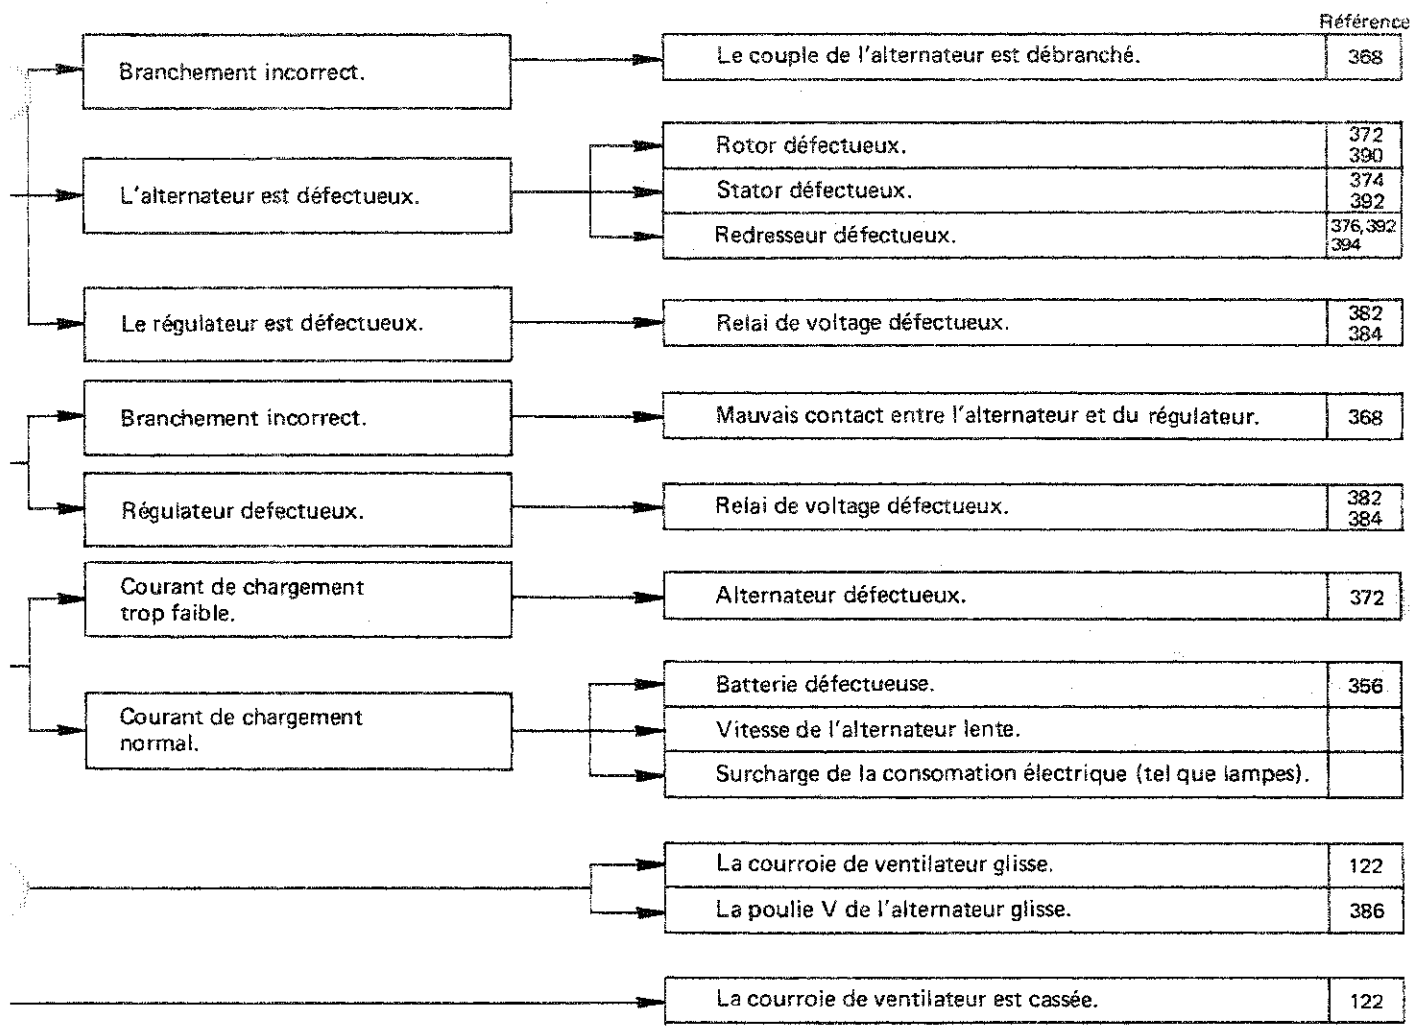 Référence
Branchement incorrect.
Le couple de l'alternateur est débranché.
368
L'alternateur est défectueux.
Rotor défectueux.
372
390
Stator défectueux.
374
392
Redresseur défectueux.
376, 392
394
Le régulateur est défectueux.
Relai de voltage défectueux.
382
384
Branchement incorrect.
Mauvais contact entre l'alternateur et du régulateur.
368
Régulateur defectueux.
Relai de voltage défectueux.
382
384
Courant de chargement
trop faible.
Alternateur défectueux.
372
Courant de chargement
normal.
Batterie défectueuse.
356
Vitesse de l'alternateur lente.
Surcharge de la consomation électrique (tel que lampes).
La courroie de ventilateur glisse.
122
La poulie V de l'alternateur glisse.
386
La courroie de ventilateur est cassée.
122